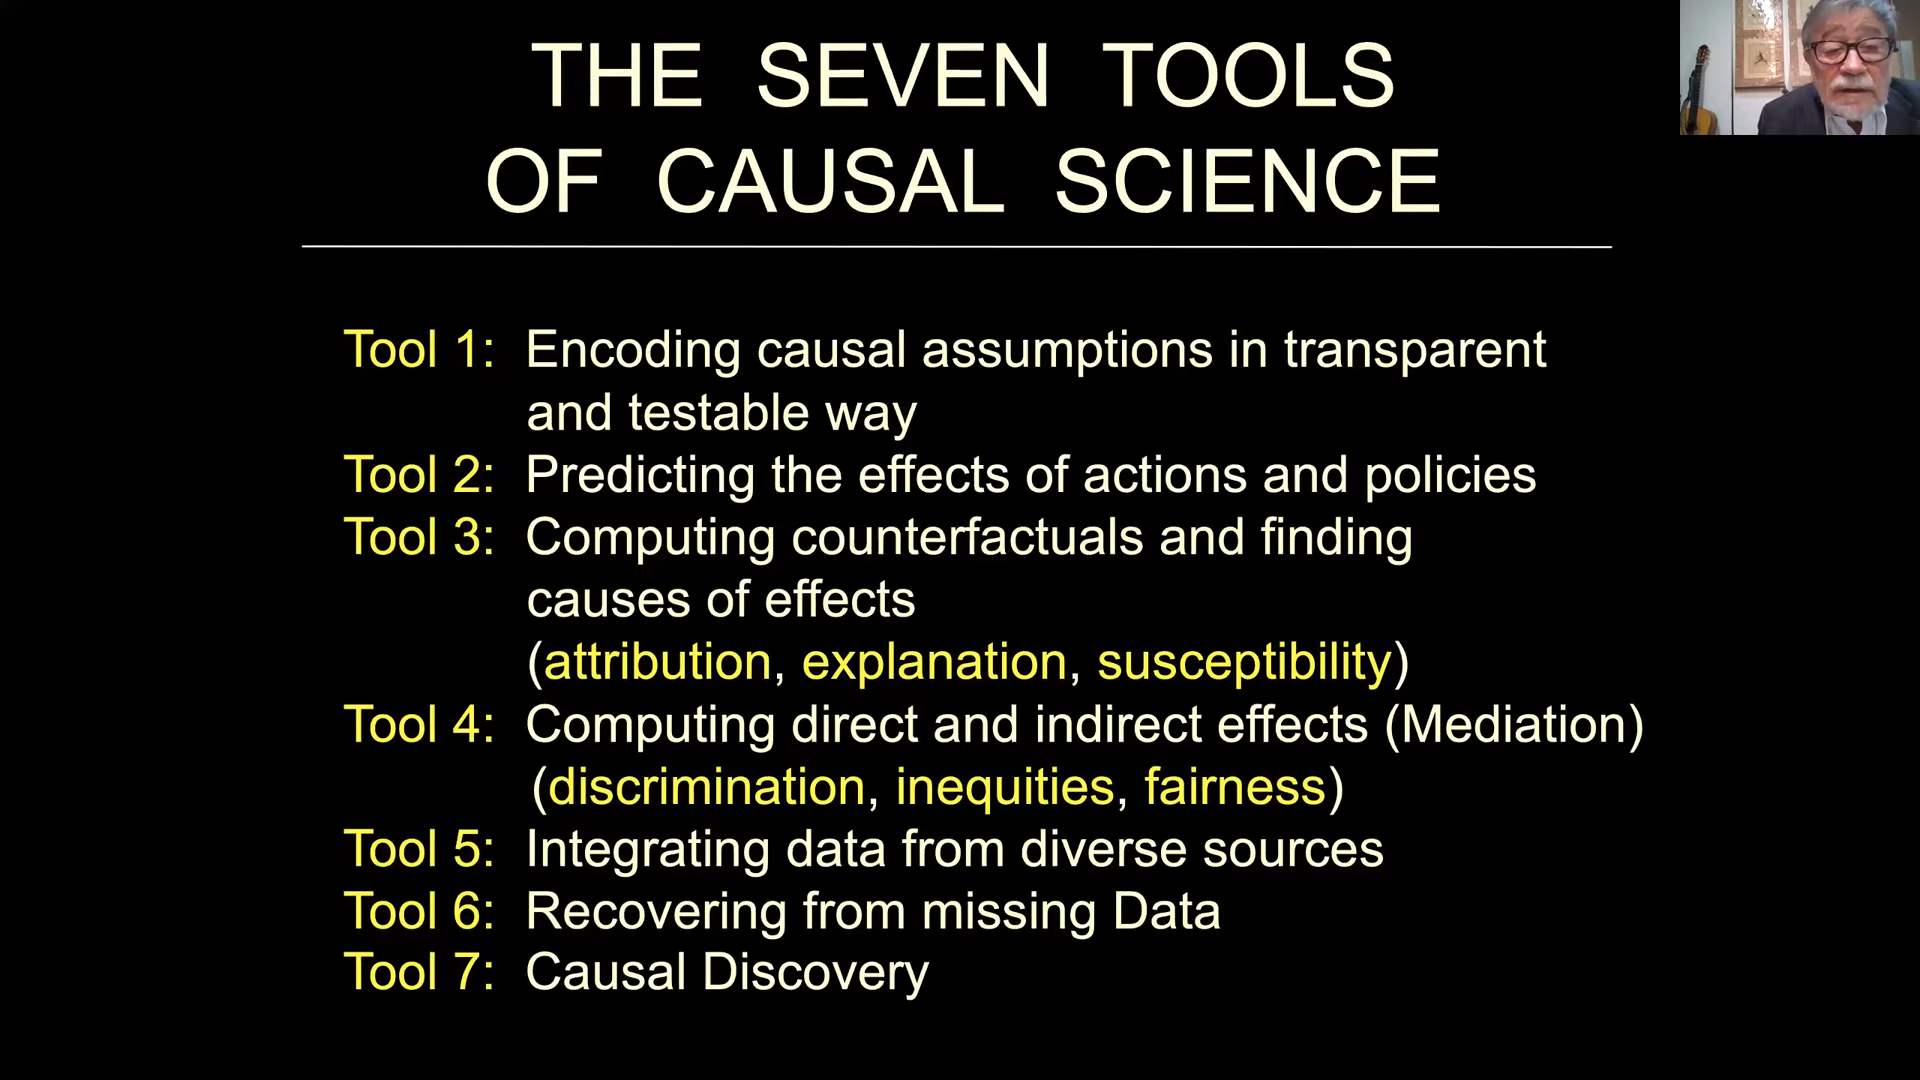 THE SEVEN TOOLS
OF CAUSAL SCIENCE
Tool 1: Encoding causal assumptions in transparent
and testable way
Tool 2: Predicting the effects of actions and policies
Tool 3: Computing counterfactuals and finding
causes of effects
(attribution, explanation, susceptibility)
Tool 4: Computing direct and indirect effects (Mediation)
(discrimination, inequities, fairness)
Tool 5: Integrating data from diverse sources
Tool 6: Recovering from missing Data
Tool 7: Causal Discovery